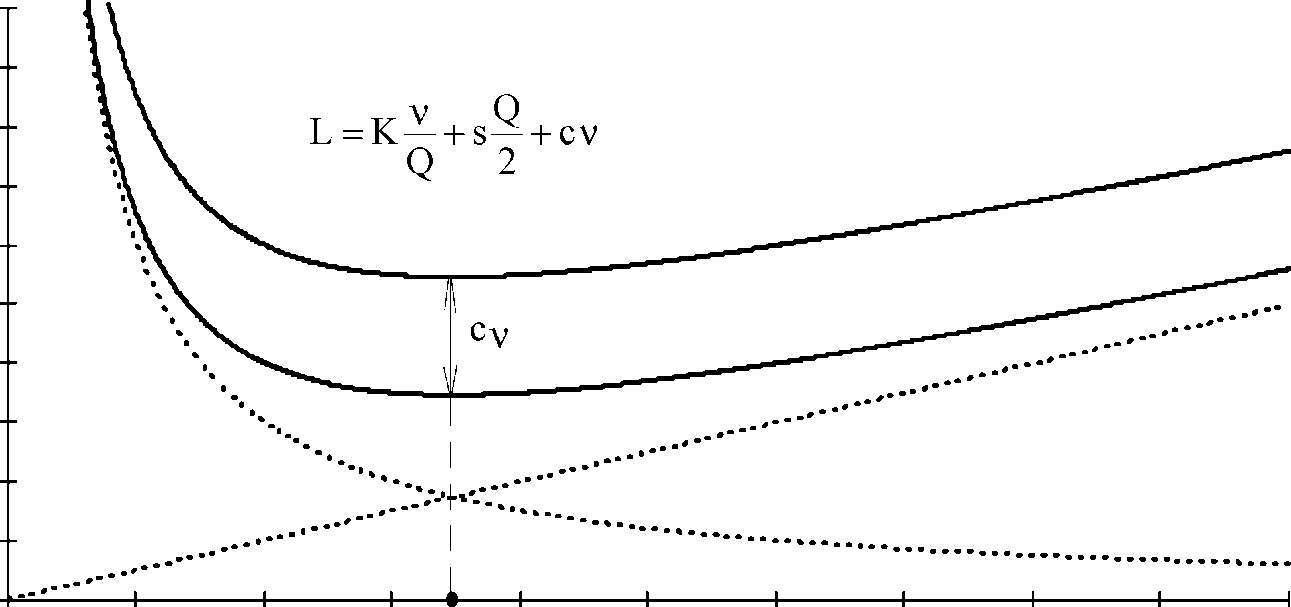 L = K ν/Q + s Q/2 + cν
cν